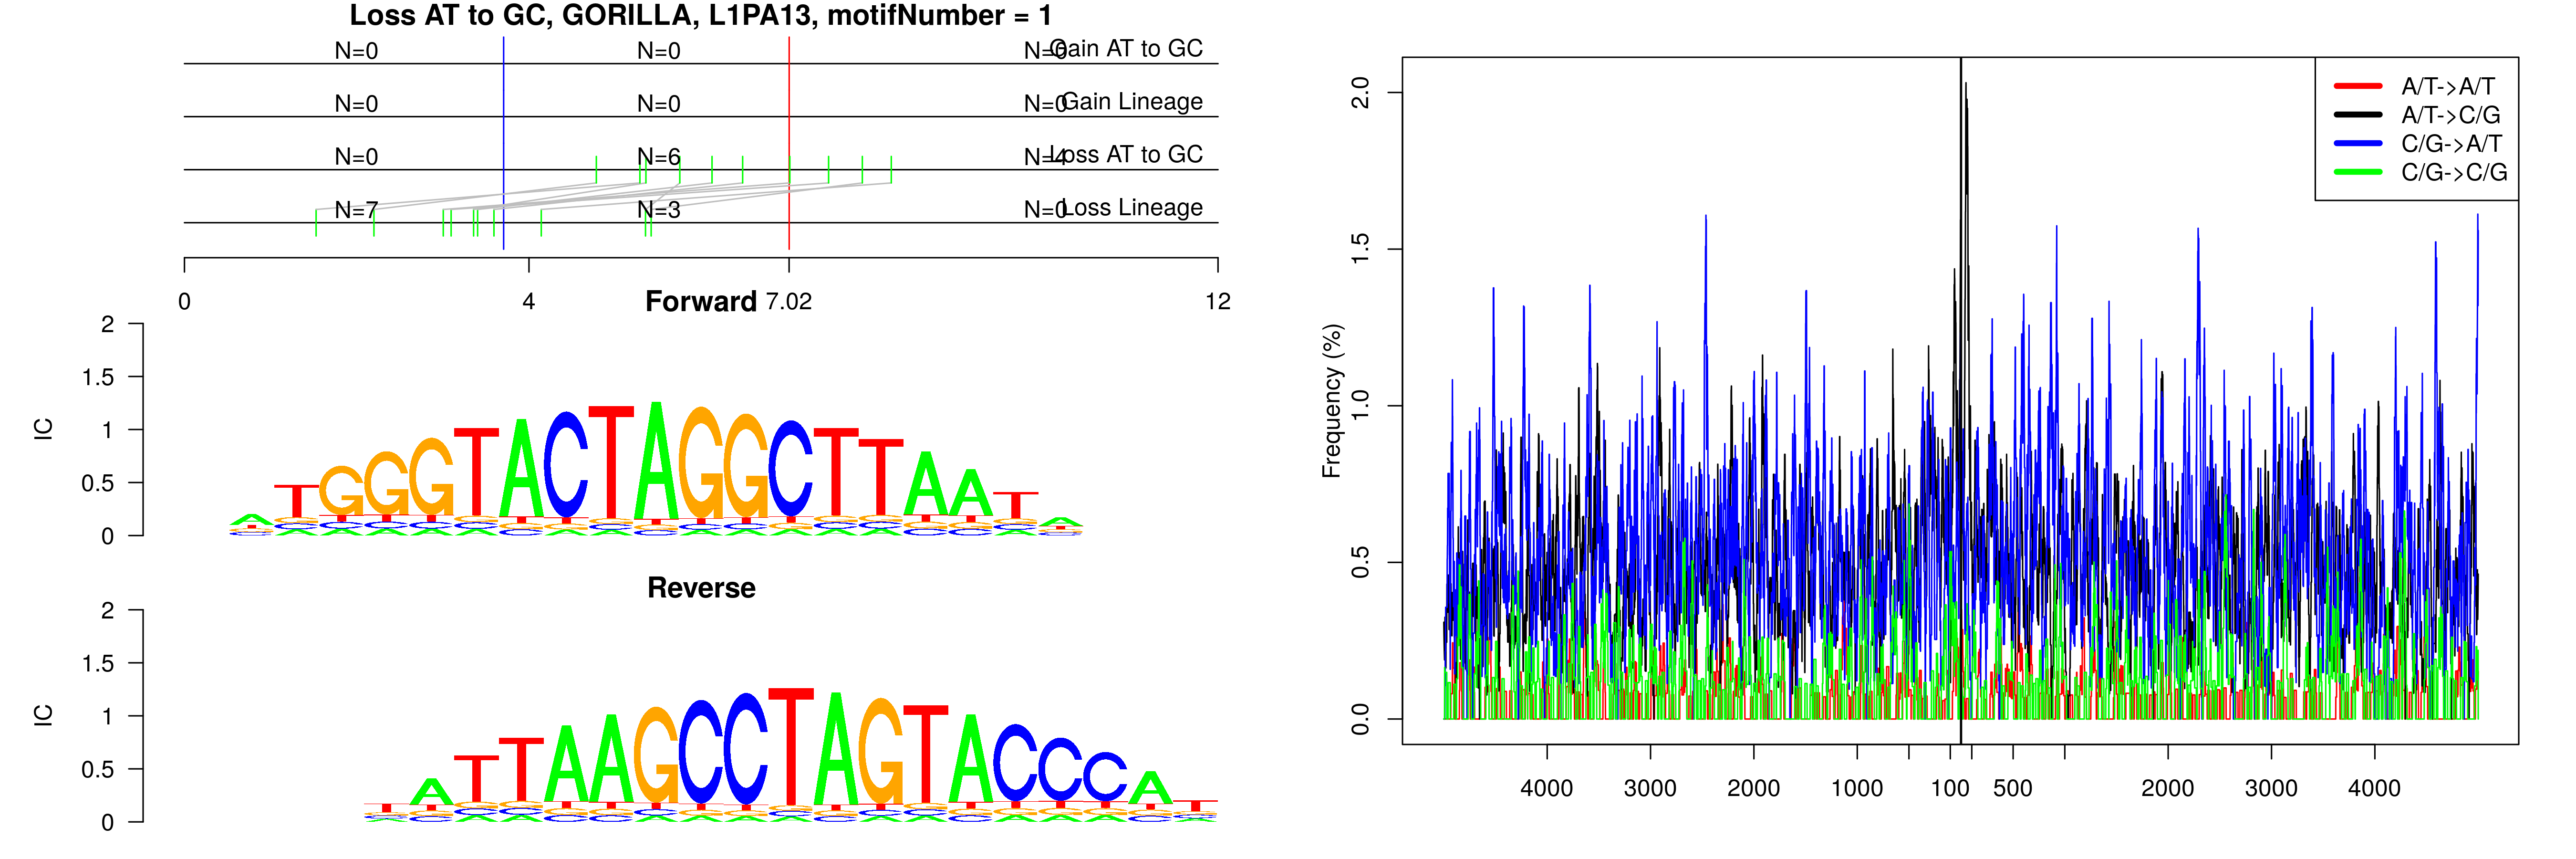 Loss AT to GC, GORILLA, L1PA13, motifNumber = 1
N=0 N=0 N=0 Gain AT to GC
N=0 N=0 N=0 Gain Lineage
N=0 N=6 N=4 Loss AT to GC
N=7 N=3 N=0 Loss Lineage
0 4 7.02 12
Forward
IC
2
1.5
1
0.5
0
ATGGGTACTAGGCTTAATA
Reverse
IC
2
1.5
1
0.5
0
TATTAAGCCTAGTACCCAT
Frequency (%)
2.0
1.5
1.0
0.5
0.0
A/T->A/T
A/T->C/G
C/G->A/T
C/G->C/G
4000 3000 2000 1000 100 500 2000 3000 4000